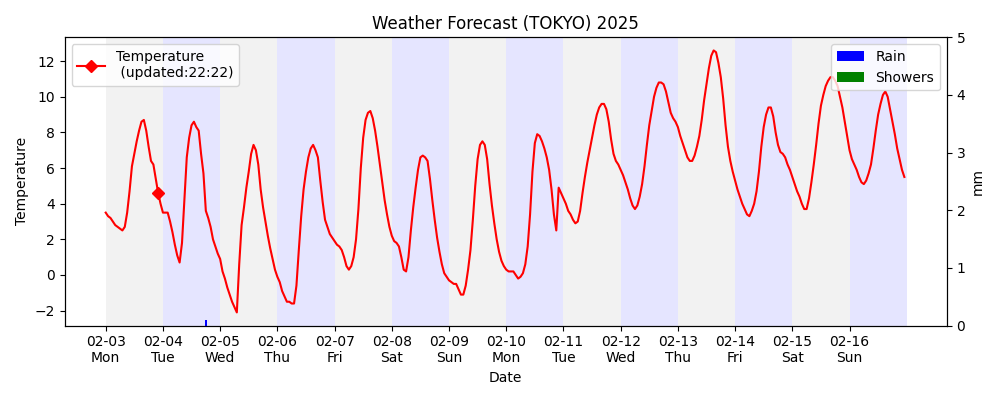 Weather Forecast (TOKYO) 2025
Temperature
(updated:22:22)
Rain
Showers
12
10
8
6
4
2
0
−2
Temperature
5
4
3
2
1
0
mm
02-03 02-04 02-05 02-06 02-07 02-08 02-09 02-10 02-11 02-12 02-13 02-14 02-15 02-16
Mon Tue Wed Thu Fri Sat Sun Mon Tue Wed Thu Fri Sat Sun
Date